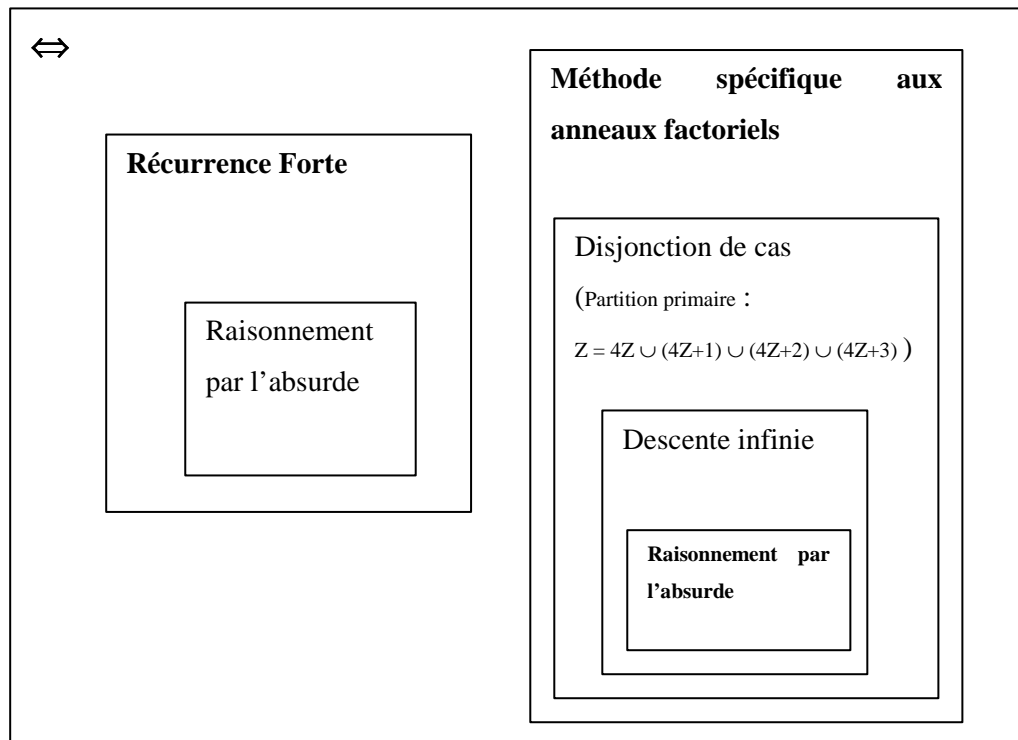 ⇔
Récurrence Forte
Raisonnement
par l’absurde
Méthode spécifique aux
anneaux factoriels
Disjonction de cas
(Partition primaire :
Z = 4Z ∪ (4Z+1) ∪ (4Z+2) ∪ (4Z+3) )
Descente infinie
Raisonnement par
l’absurde